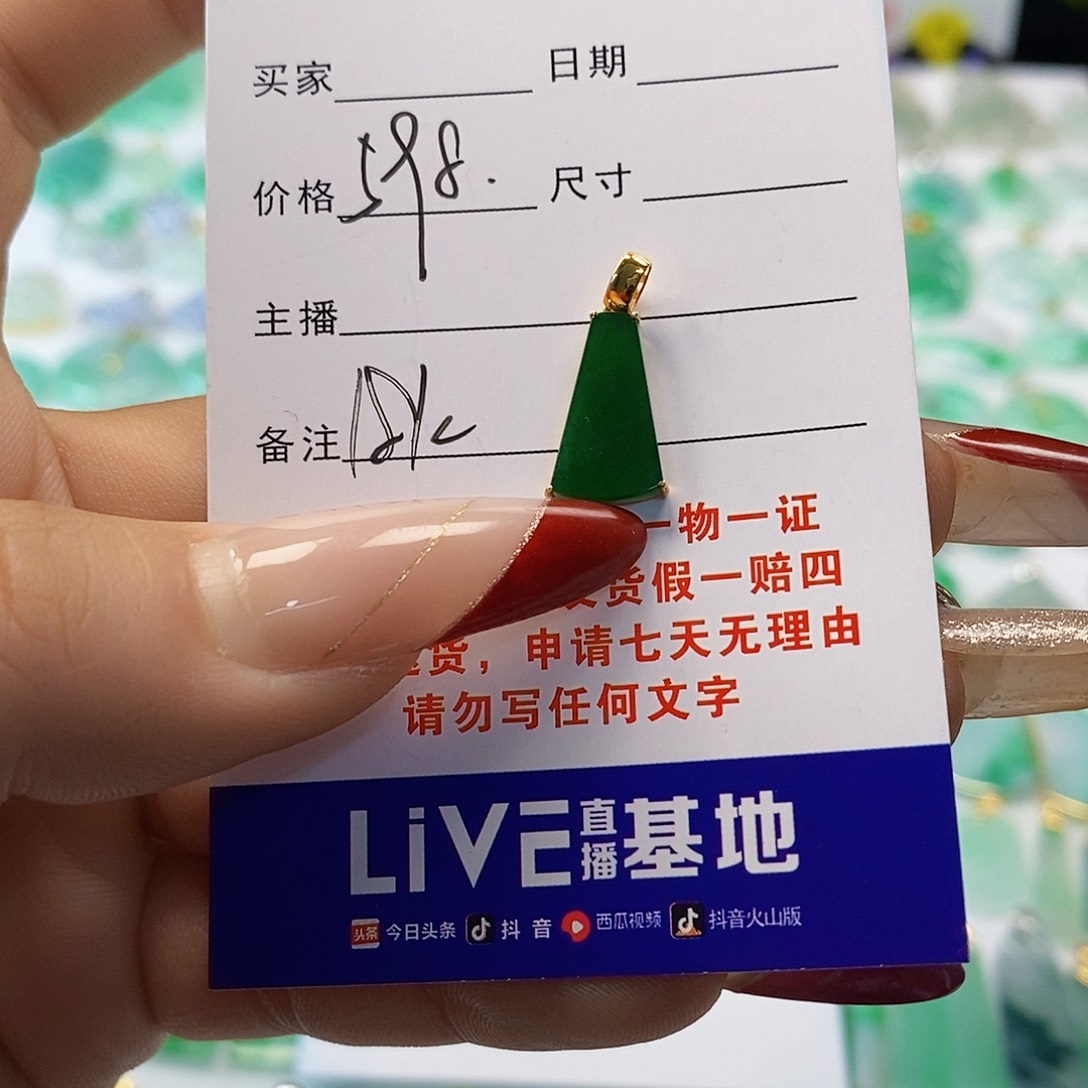 买家 日期
价格 598. 尺寸
主播
备注 18K
一物一证
发货假一赔四
货，申请七天无理由
请勿写任何文字
LiVE直播基地
头条 今日头条 抖音 西瓜视频 抖音火山版